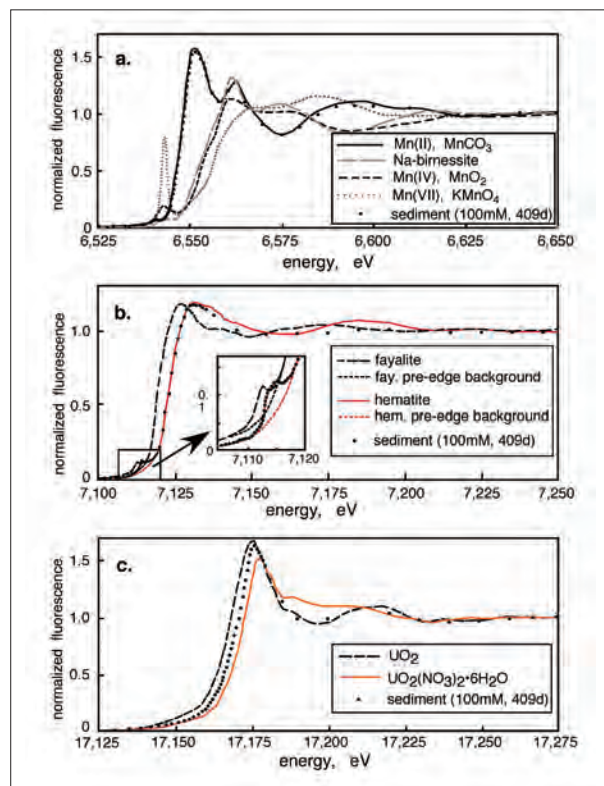 a.
normalized fluorescence
1.5
1.0
0.5
0
Mn(II), MnCO₃
Na-birnessite
Mn(IV), MnO₂
Mn(VII), KMnO₄
sediment (100mM, 409d)
6,525 6,550 6,575 6,600 6,625 6,650
energy, eV
b.
normalized fluorescence
1.0
0.5
0
0.
1
0
7,110 7,120
fayalite
fay. pre-edge background
hematite
hem. pre-edge background
sediment (100mM, 409d)
7,100 7,125 7,150 7,175 7,200 7,225 7,250
energy, eV
c.
normalized fluorescence
1.5
1.0
0.5
0
UO₂
UO₂(NO₃)₂•6H₂O
sediment (100mM, 409d)
17,125 17,150 17,175 17,200 17,225 17,250 17,275
energy, eV